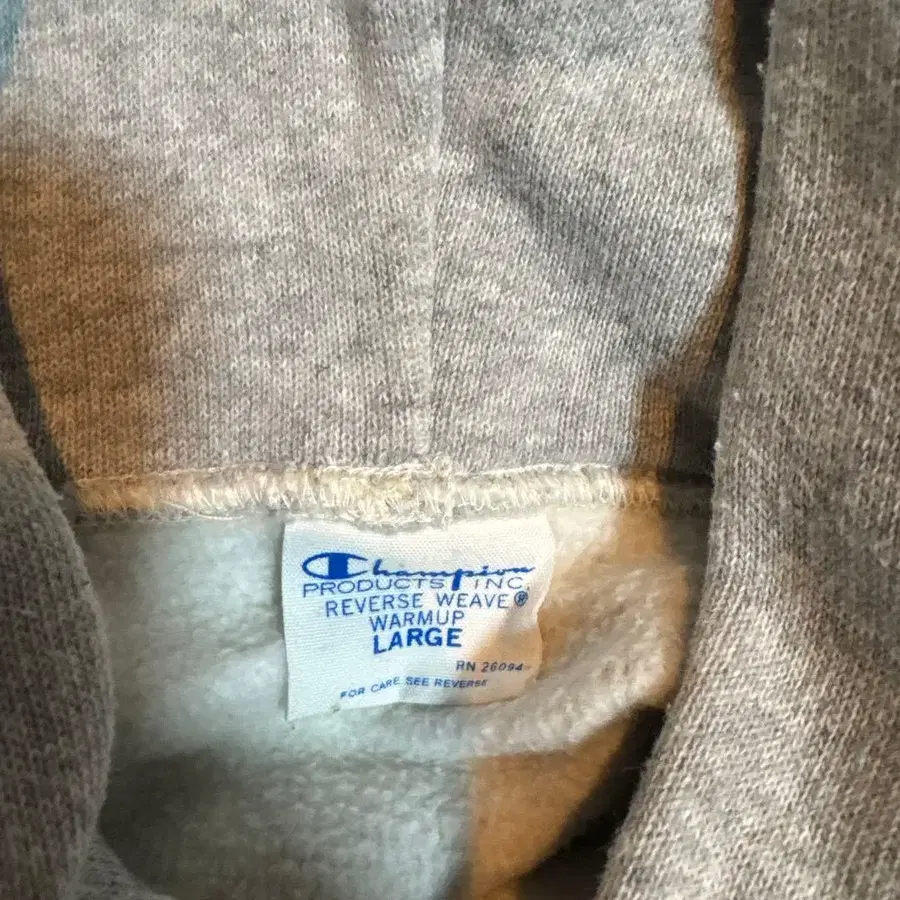 Champion
PRODUCTS INC.
REVERSE WEAVE®
WARMUP
LARGE
RN 26094
FOR CARE SEE REVERSE